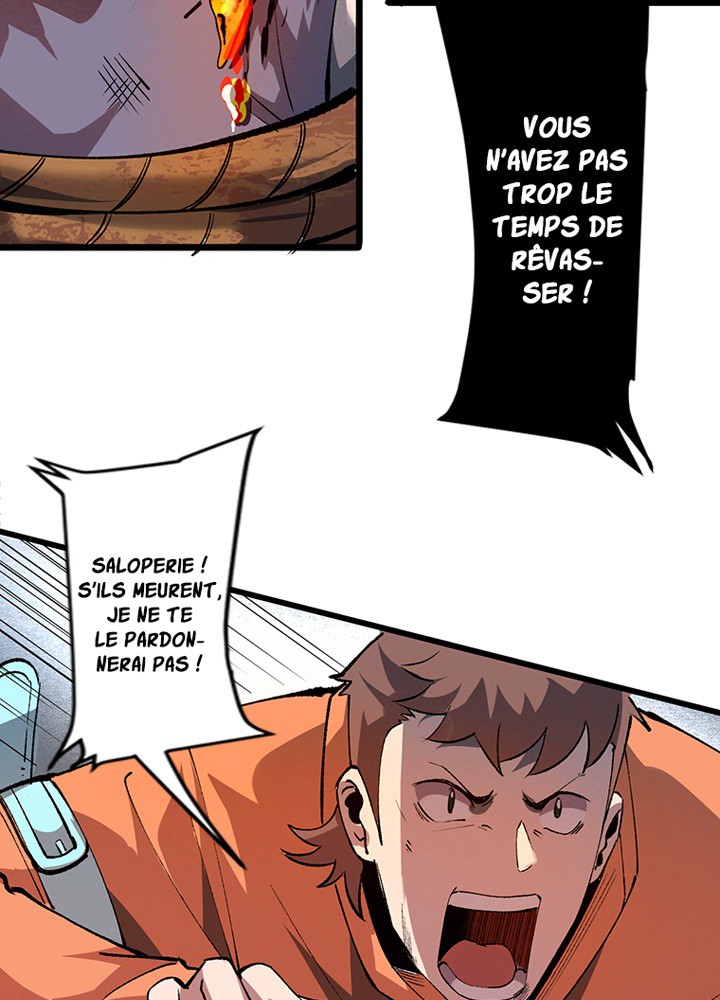 VOUS
N'AVEZ PAS
TROP LE
TEMPS DE
RÊVAS-
SER !
SALOPERIE !
S'ILS MEURENT,
JE NE TE
LE PARDON-
NERAI PAS !